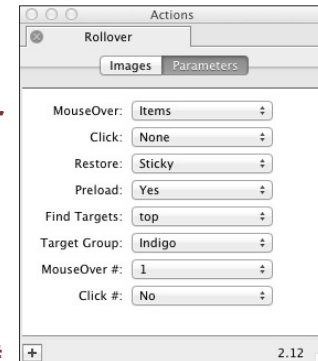 Actions
Rollover
Images Parameters
MouseOver: Items
Click: None
Restore: Sticky
Preload: Yes
Find Targets: top
Target Group: Indigo
MouseOver #: 1
Click #: No
+ 2.12